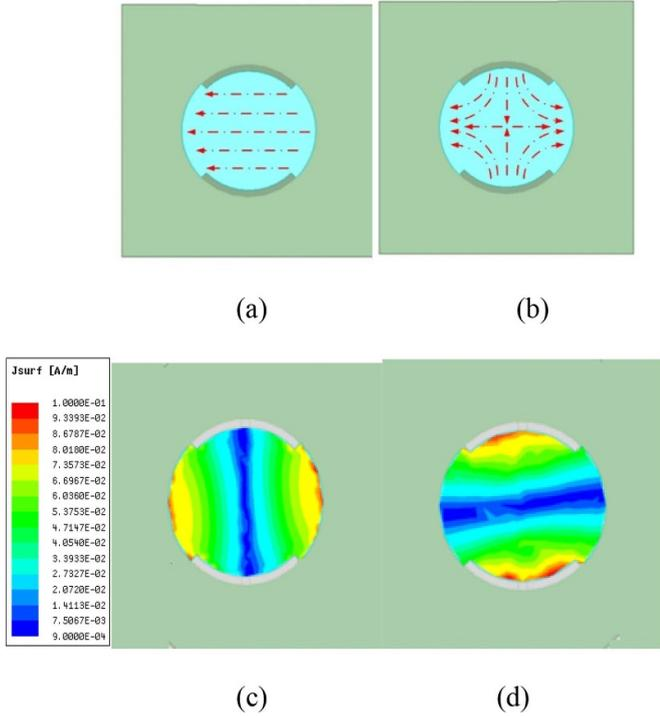 (a)
(b)
Jsurf [A/m]
1.0000E-01
9.3393E-02
8.6787E-02
8.0180E-02
7.3573E-02
6.6967E-02
6.0360E-02
5.3753E-02
4.7147E-02
4.0540E-02
3.3933E-02
2.7327E-02
2.0720E-02
1.4113E-02
7.5067E-03
9.0000E-04
(c)
(d)